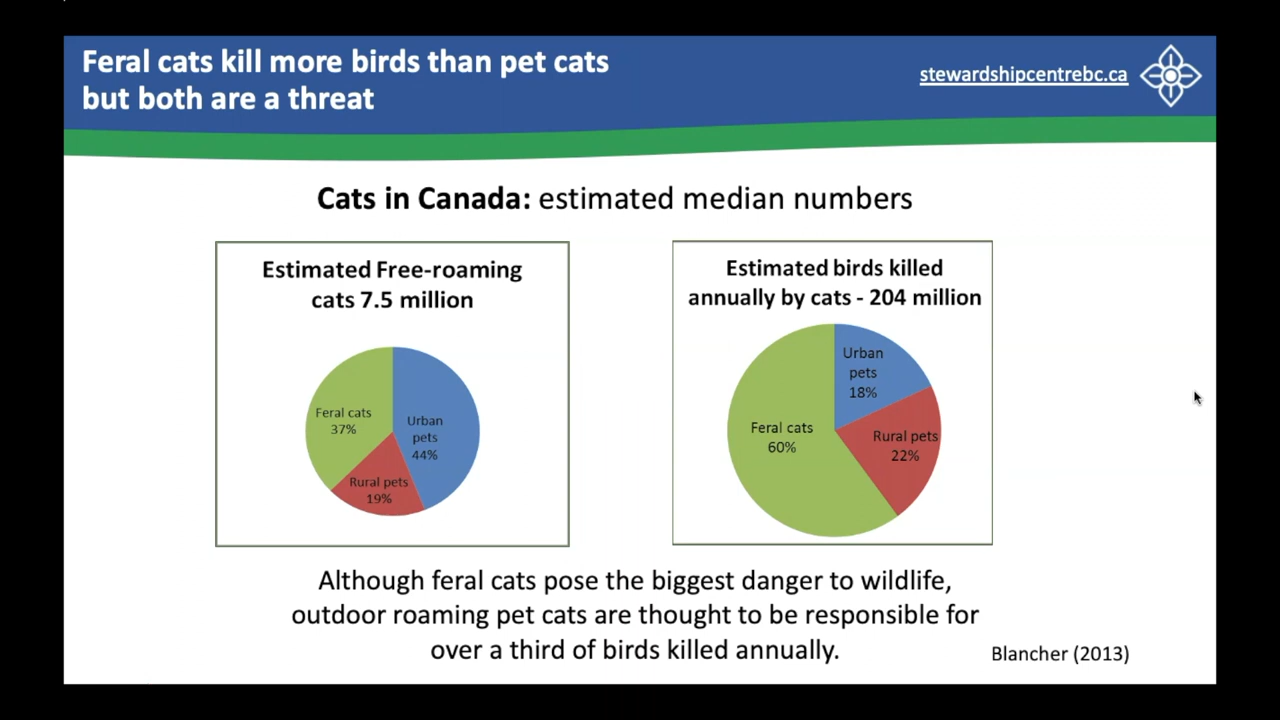 Feral cats kill more birds than pet cats
but both are a threat
stewardshipcentrebc.ca
Cats in Canada: estimated median numbers
Estimated Free-roaming
cats 7.5 million
Feral cats
37%
Urban
pets
44%
Rural pets
19%
Estimated birds killed
annually by cats - 204 million
Urban
pets
18%
Feral cats
60%
Rural pets
22%
Although feral cats pose the biggest danger to wildlife,
outdoor roaming pet cats are thought to be responsible for
over a third of birds killed annually.
Blancher (2013)